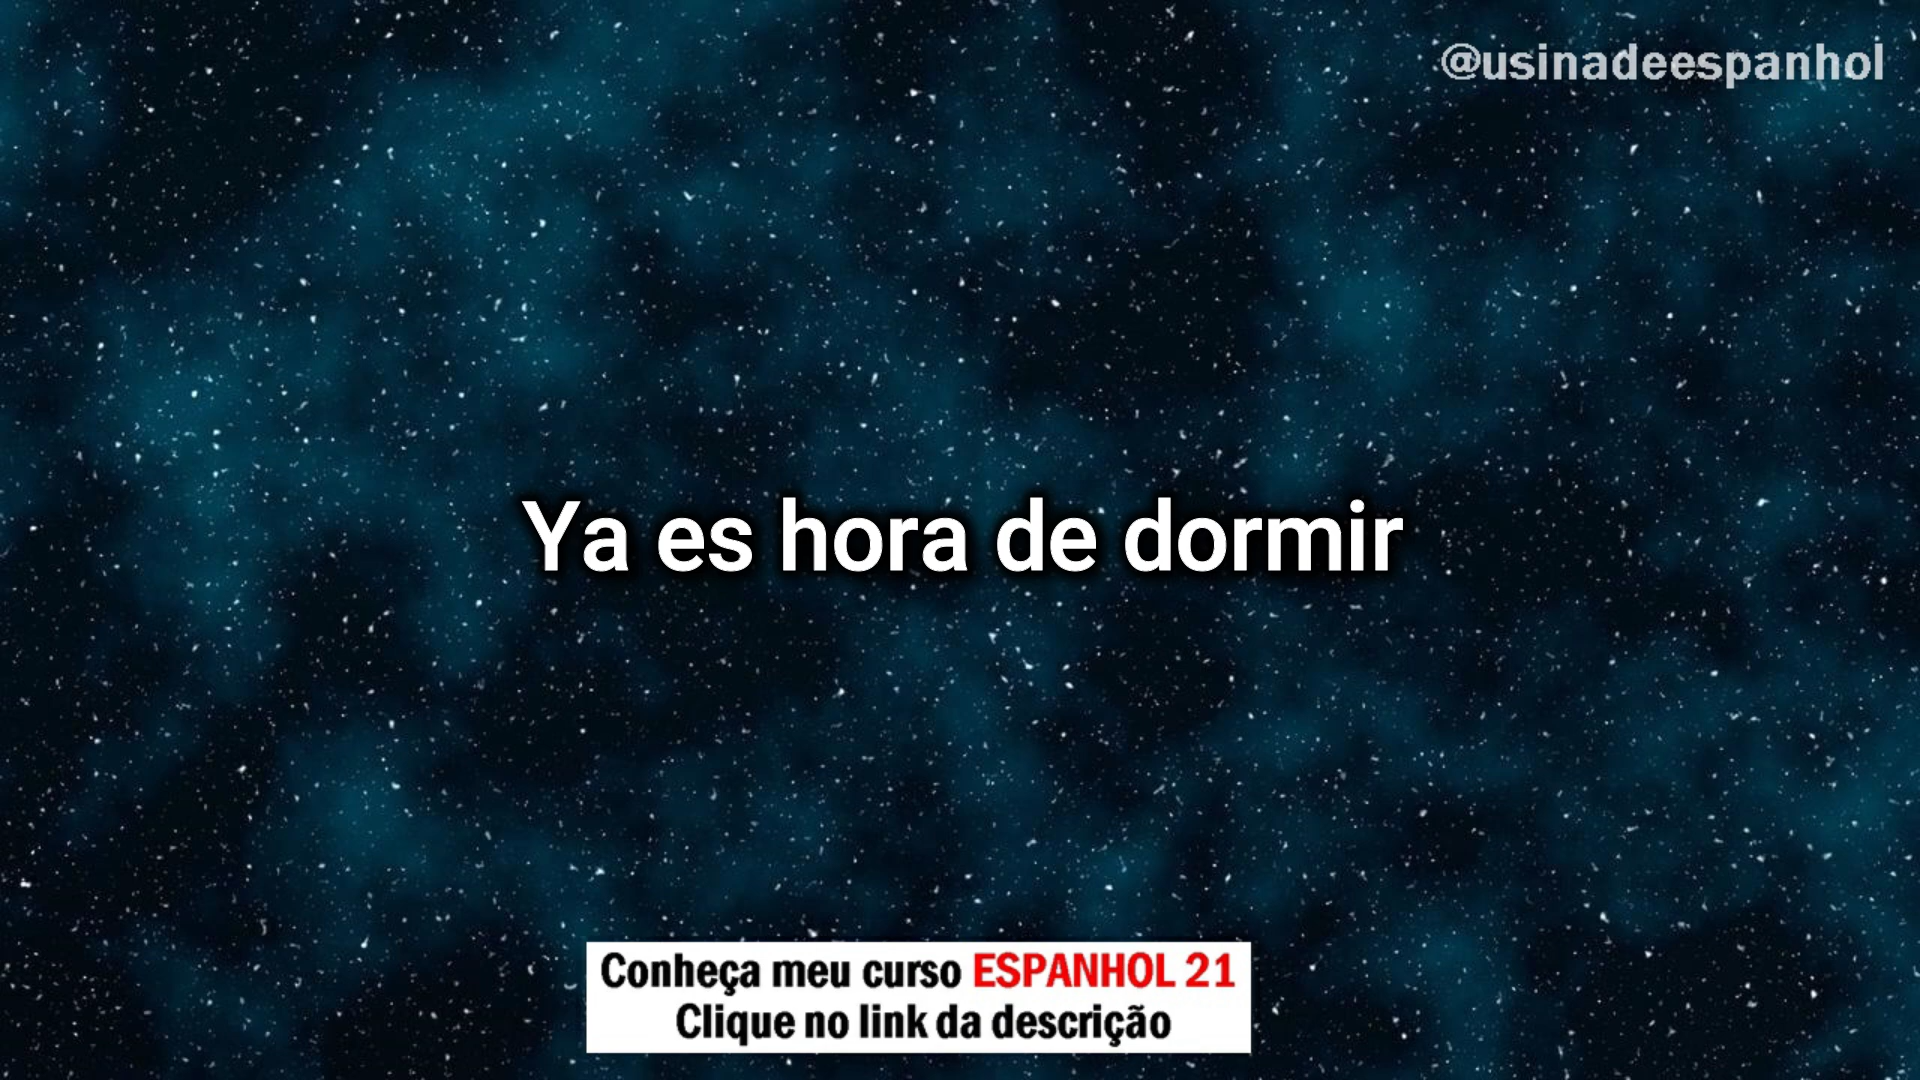 @usinadeespanhol
Ya es hora de dormir
Conheça meu curso ESPANHOL 21
Clique no link da descrição